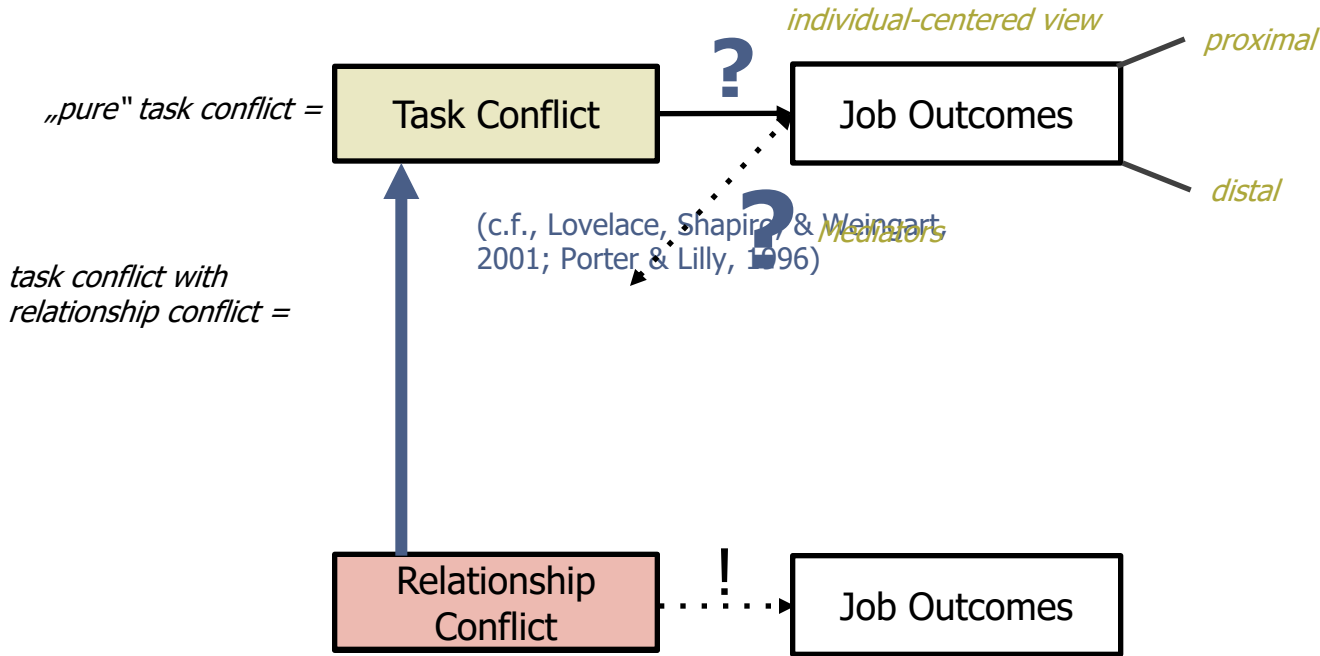 individual-centered view
proximal
?
„pure“ task conflict =
Task Conflict
Job Outcomes
distal
?
(c.f., Lovelace, Shapiro, & Weingart,
2001; Porter & Lilly, 1996)
Mediators
task conflict with
relationship conflict =
!
Relationship
Conflict
Job Outcomes